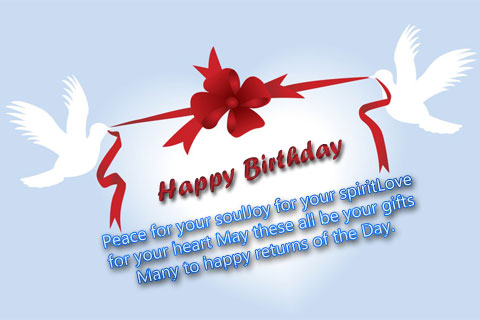 Happy Birthday
Peace for your soulJoy for your spiritLove
for your heart May these all be your gifts
Many to happy returns of the Day.